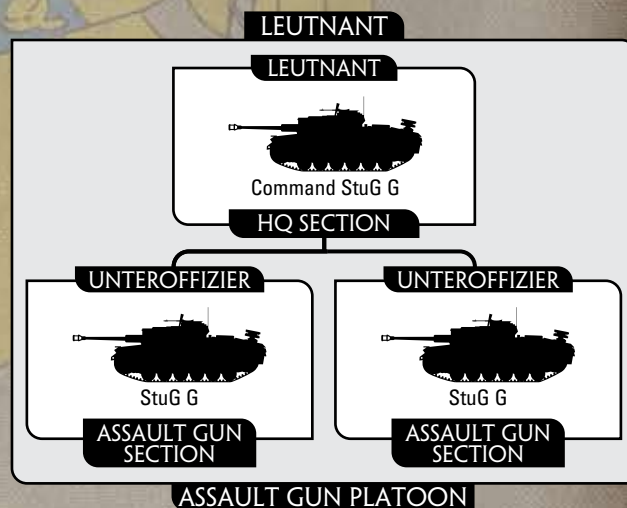 LEUTNANT
LEUTNANT
Command StuG G
HQ SECTION
UNTEROFFIZIER
StuG G
ASSAULT GUN
SECTION
UNTEROFFIZIER
StuG G
ASSAULT GUN
SECTION
ASSAULT GUN PLATOON